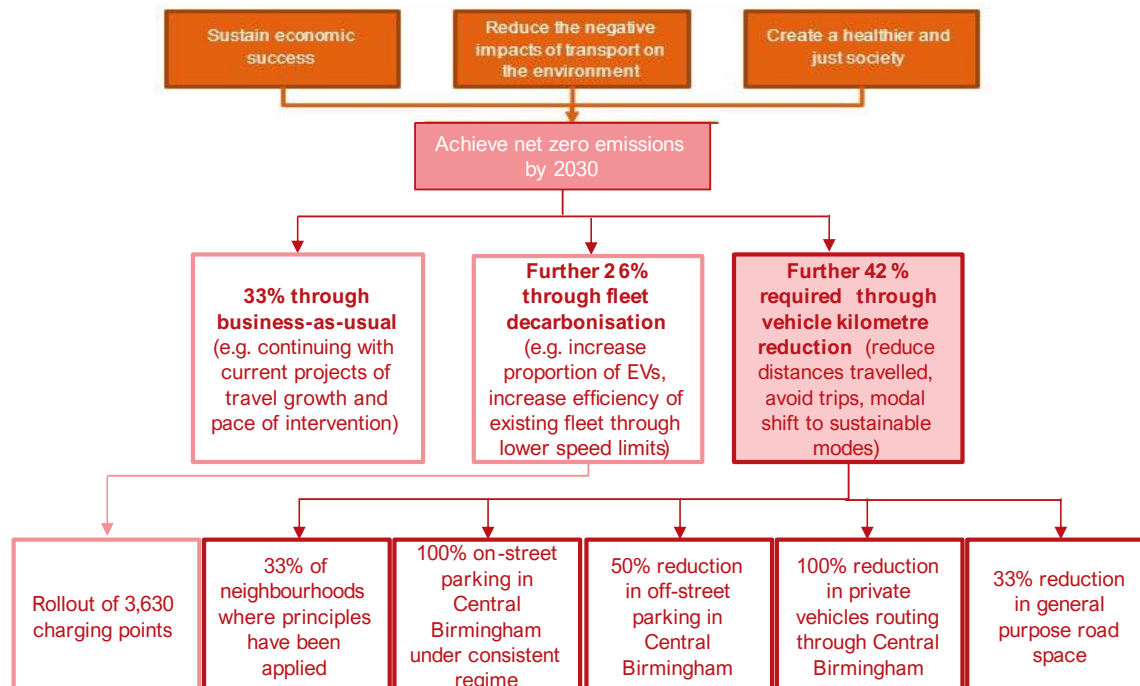 Sustain economic
success
Reduce the negative
impacts of transport on
the environment
Create a healthier and
just society
Achieve net zero emissions
by 2030
33% through
business-as-usual
(e.g. continuing with
current projects of
travel growth and
pace of intervention)
Further 26%
through fleet
decarbonisation
(e.g. increase
proportion of EVs,
increase efficiency of
existing fleet through
lower speed limits)
Further 42%
required through
vehicle kilometre
reduction (reduce
distances travelled,
avoid trips, modal
shift to sustainable
modes)
Rollout of 3,630
charging points
33% of
neighbourhoods
where principles
have been
applied
100% on-street
parking in
Central
Birmingham
under consistent
regime
50% reduction
in off-street
parking in
Central
Birmingham
100% reduction
in private
vehicles routing
through Central
Birmingham
33% reduction
in general
purpose road
space